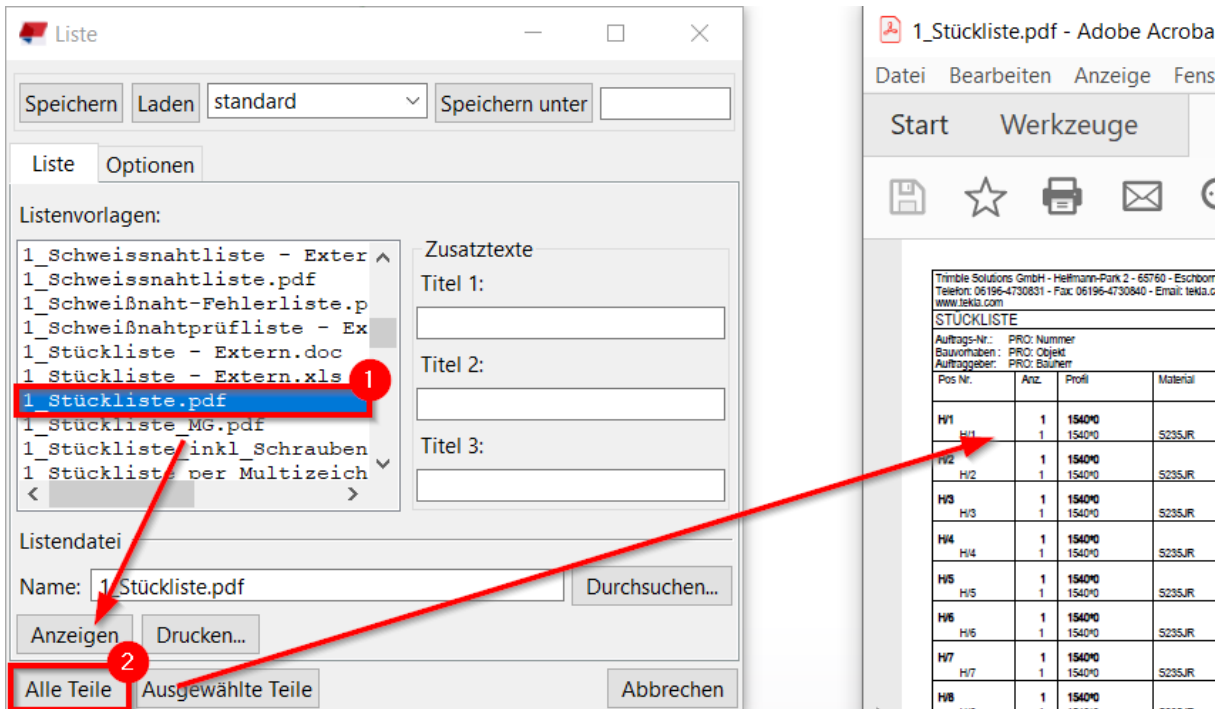 Liste
Speichern Laden standard Speichern unter
Liste Optionen
Listenvorlagen:
1_Schweissnahtliste - Exter
1_Schweissnahtliste.pdf
1_Schweißnaht-Fehlerliste.p
1_Schweißnahtprüfliste - Ex
1_Stückliste - Extern.doc
1_Stückliste - Extern.xls
1
1_Stückliste.pdf
1_Stückliste_MG.pdf
1_Stückliste_inkl_Schrauben
1_Stückliste per Multizeich
Zusatztexte
Titel 1:
Titel 2:
Titel 3:
Listendatei
Name: 1_Stückliste.pdf Durchsuchen...
Anzeigen Drucken...
2
Alle Teile Ausgewählte Teile Abbrechen
1_Stückliste.pdf - Adobe Acroba
Datei Bearbeiten Anzeige Fens
Start Werkzeuge
Trimble Solutions GmbH - Helfmann-Park 2 - 65760 - Eschborn
Telefon: 06196-4730831 - Fax: 06196-4730840 - Email: tekla.c
www.tekla.com
STÜCKLISTE
Auftrags-Nr.: PRO: Nummer
Bauvorhaben : PRO: Objekt
Auftraggeber: PRO: Bauherr
Pos Nr. Anz. Profil Material
H/1 1 1540*0
H/1 1 1540*0 S235JR
H/2 1 1540*0
H/2 1 1540*0 S235JR
H/3 1 1540*0
H/3 1 1540*0 S235JR
H/4 1 1540*0
H/4 1 1540*0 S235JR
H/5 1 1540*0
H/5 1 1540*0 S235JR
H/6 1 1540*0
H/6 1 1540*0 S235JR
H/7 1 1540*0
H/7 1 1540*0 S235JR
H/8 1 1540*0